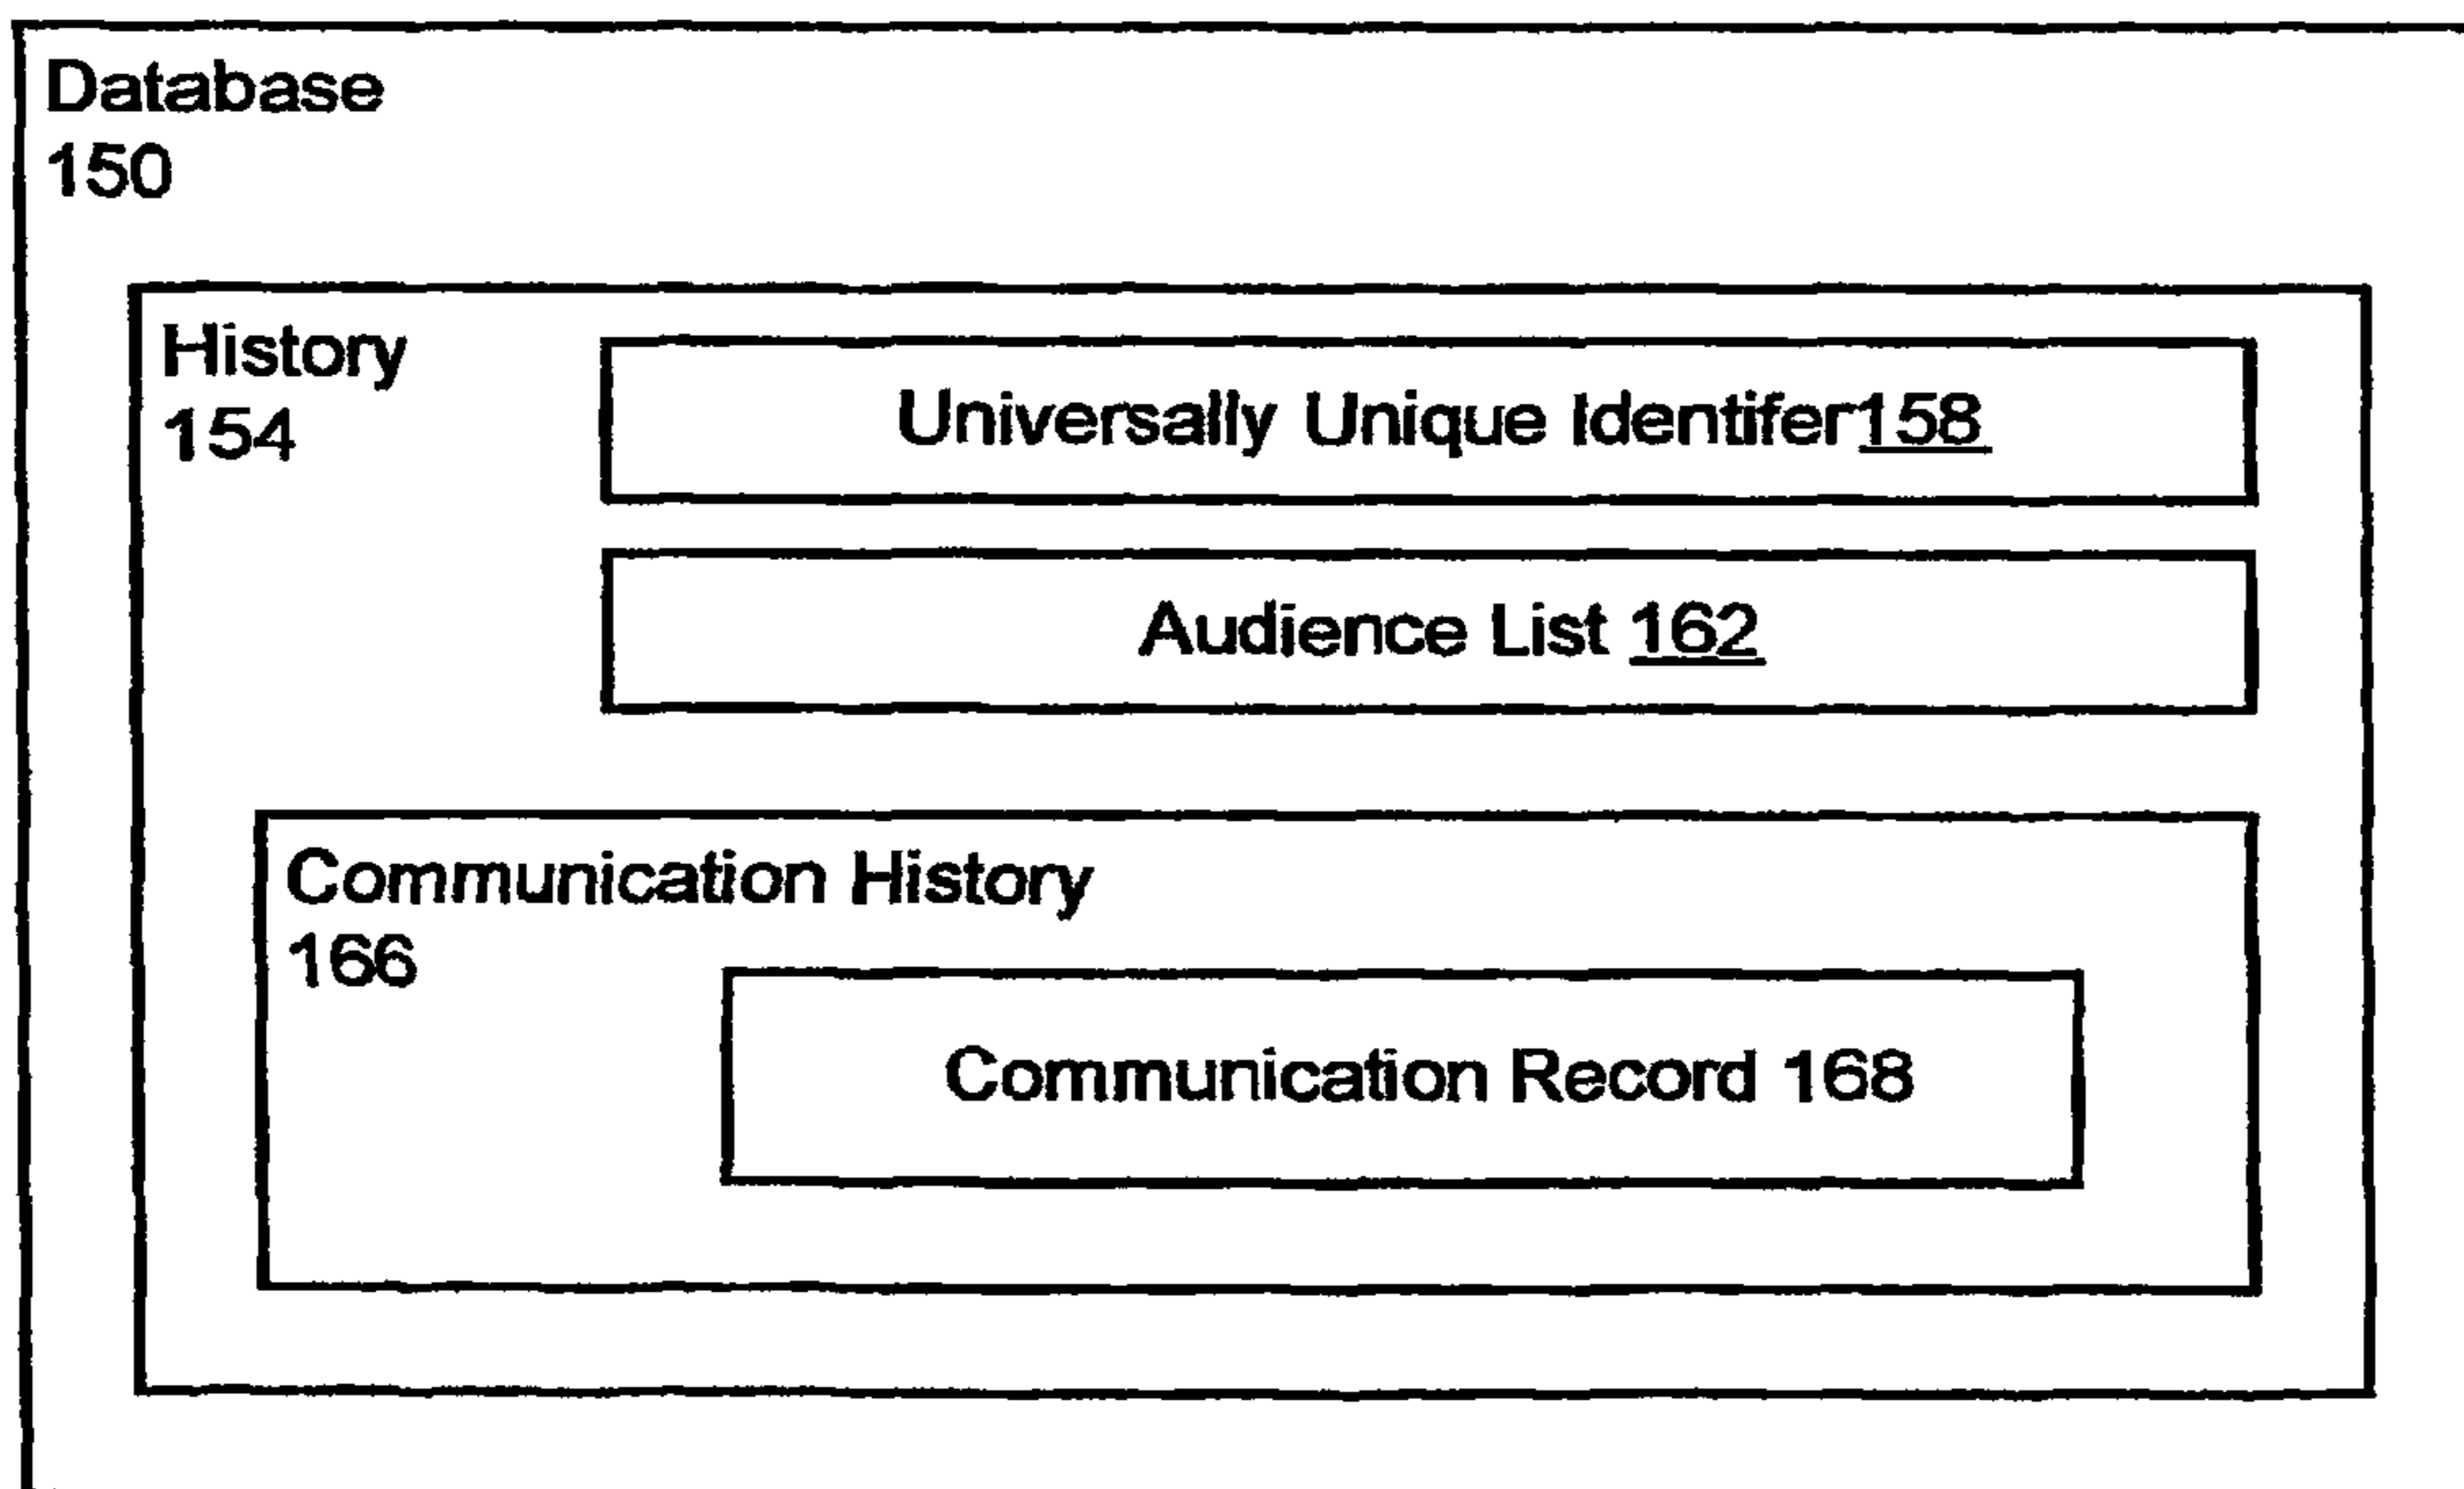 Database
150
History
154
Universally Unique Identifer158
Audience List 162
Communication History
166
Communication Record 168